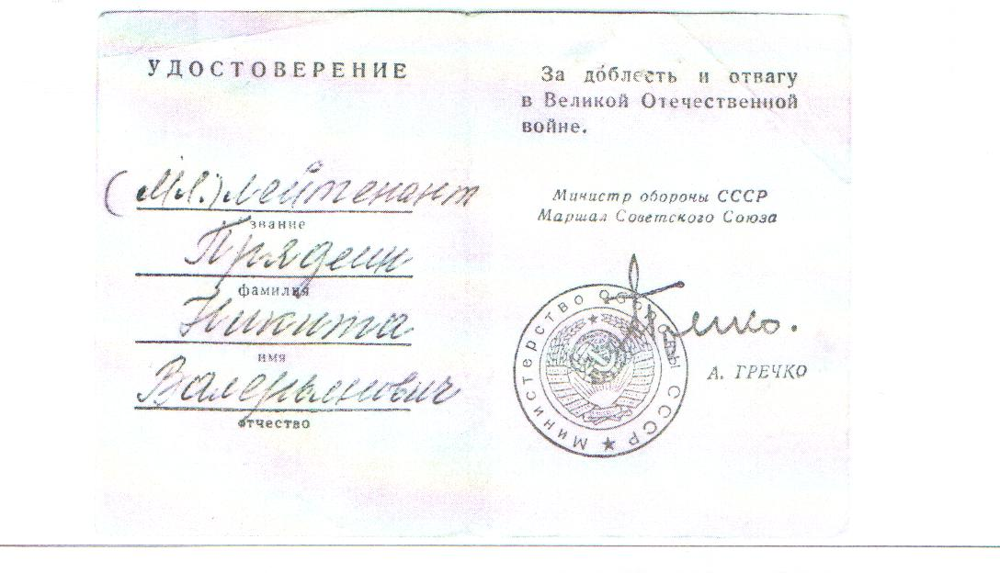 УДОСТОВЕРЕНИЕ
(Мл.) лейтенант
звание
Прядеин
фамилия
Никита
имя
Валерьянович
отчество
За доблесть и отвагу
в Великой Отечественной
войне.
Министр обороны СССР
Маршал Советского Союза
Гречко.
А. ГРЕЧКО
Министерство Обороны СССР